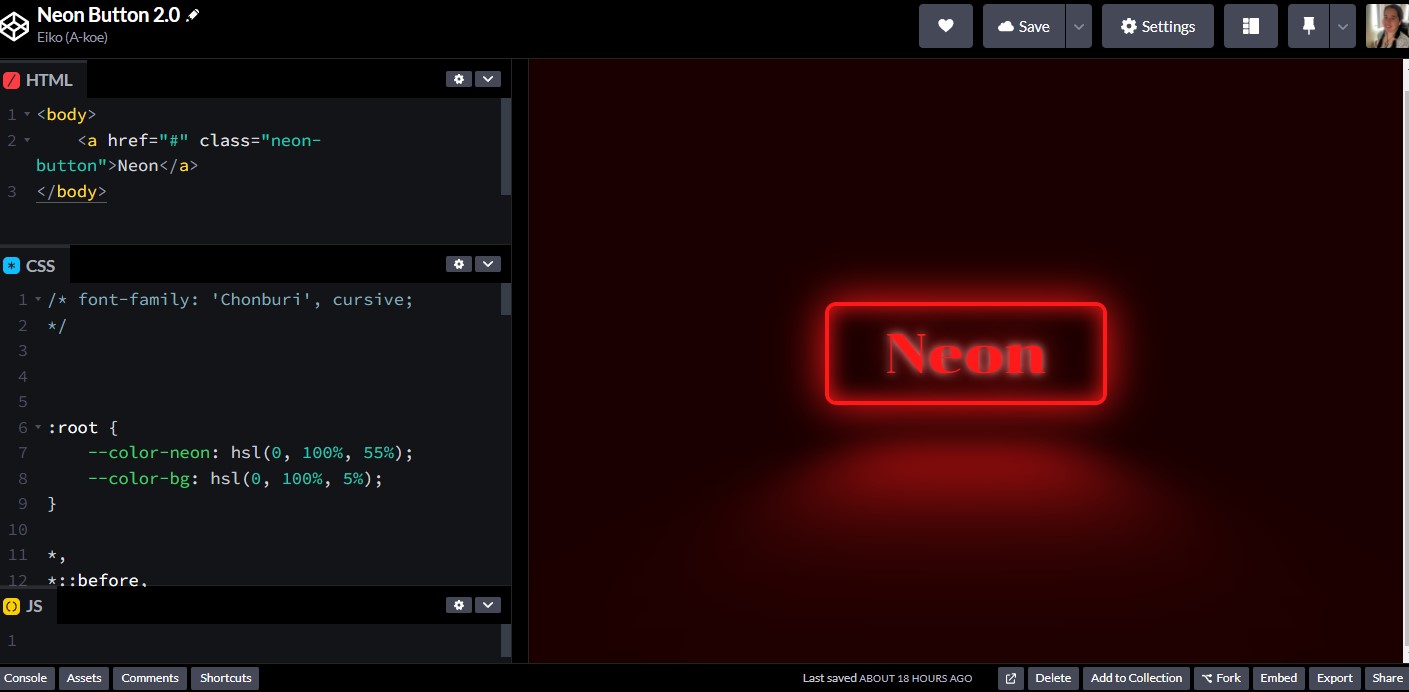 Neon Button 2.0
Eiko (A-koe)
Save
Settings
HTML
1 <body>
2 <a href="#" class="neon-
button">Neon</a>
3 </body>
CSS
1 /* font-family: 'Chonburi', cursive;
2 */
3
4
5
6 :root {
7 --color-neon: hsl(0, 100%, 55%);
8 --color-bg: hsl(0, 100%, 5%);
9 }
10
11 *,
12 *::before,
JS
1
Neon
Console Assets Comments Shortcuts Last saved ABOUT 18 HOURS AGO Delete Add to Collection Fork Embed Export Share